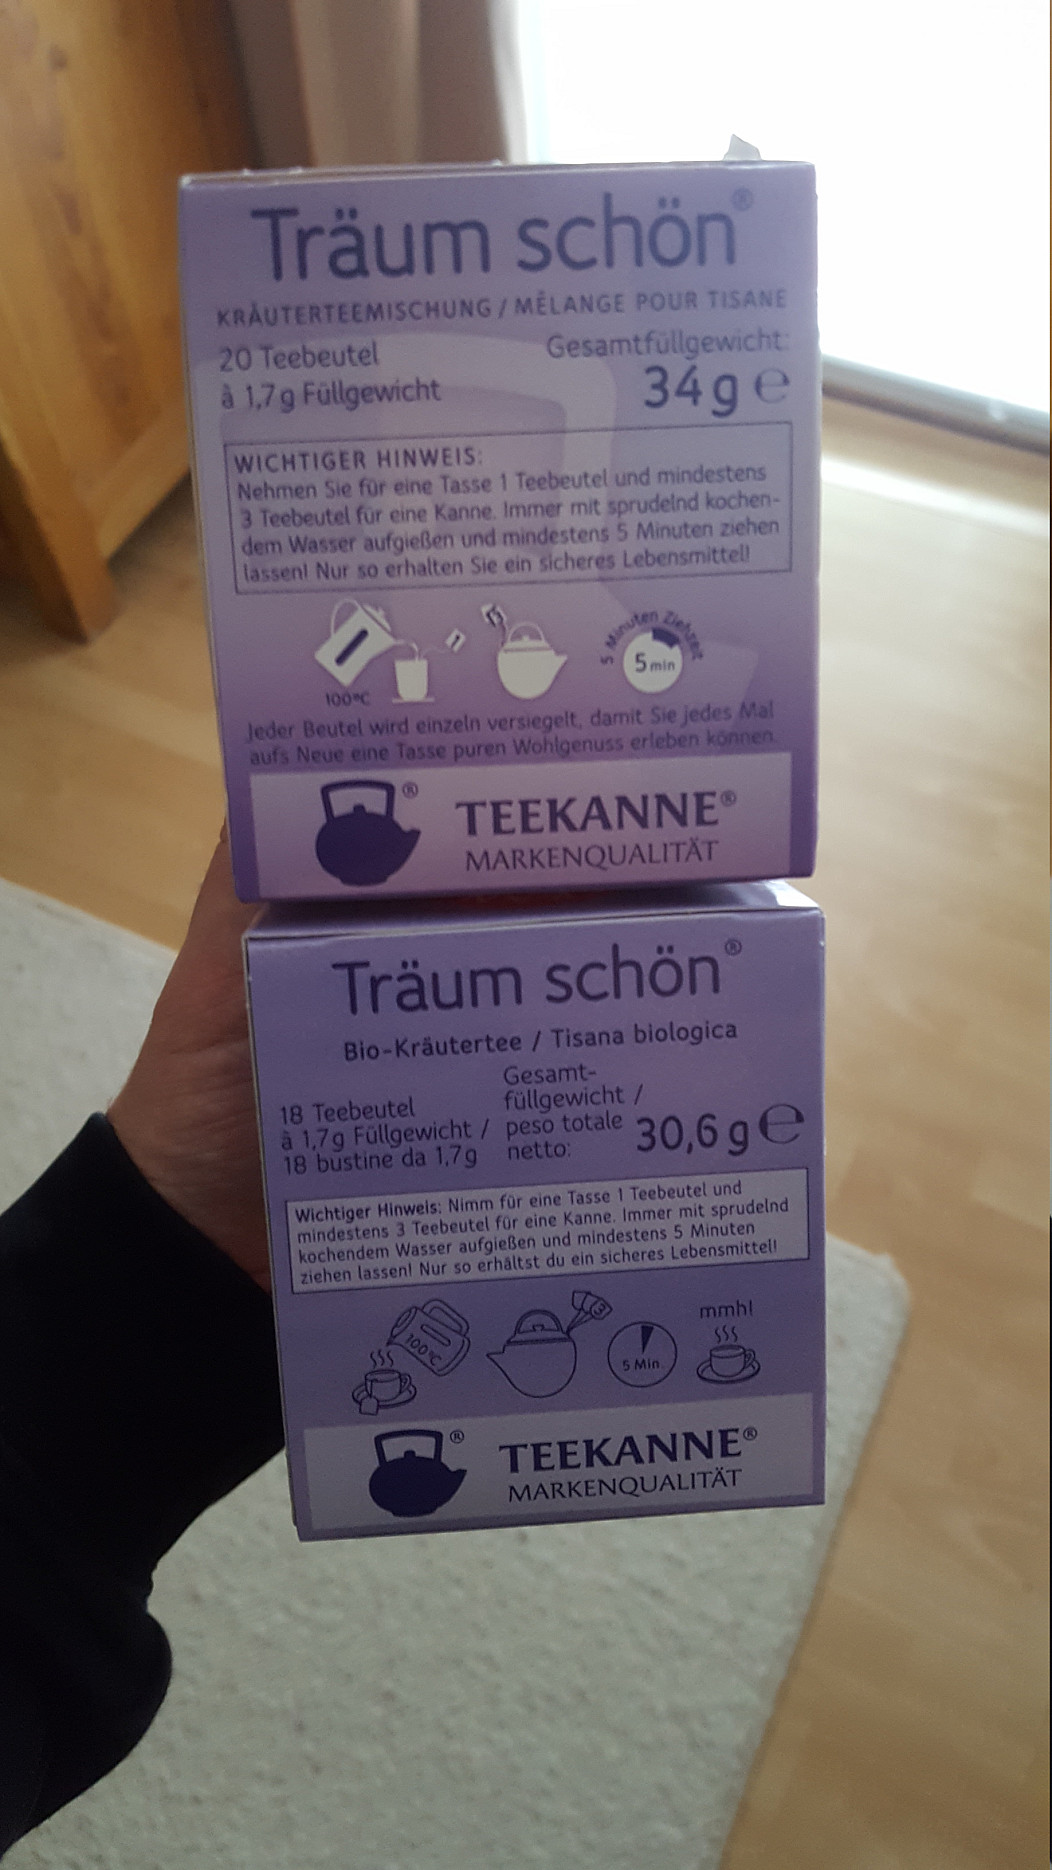 Träum schön®
KRÄUTERTEEMISCHUNG / MÉLANGE POUR TISANE
20 Teebeutel
à 1,7g Füllgewicht
Gesamtfüllgewicht:
34g e
WICHTIGER HINWEIS:
Nehmen Sie für eine Tasse 1 Teebeutel und mindestens
3 Teebeutel für eine Kanne. Immer mit sprudelnd kochen-
dem Wasser aufgießen und mindestens 5 Minuten ziehen
lassen! Nur so erhalten Sie ein sicheres Lebensmittel!
100°C
5 Minuten Ziehzeit
5 min
Jeder Beutel wird einzeln versiegelt, damit Sie jedes Mal
aufs Neue eine Tasse puren Wohlgenuss erleben können.
®
TEEKANNE®
MARKENQUALITÄT
Träum schön®
Bio-Kräutertee / Tisana biologica
18 Teebeutel
à 1,7g Füllgewicht /
18 bustine da 1,7g
Gesamt-
füllgewicht /
peso totale
netto:
30,6g e
Wichtiger Hinweis: Nimm für eine Tasse 1 Teebeutel und
mindestens 3 Teebeutel für eine Kanne. Immer mit sprudelnd
kochendem Wasser aufgießen und mindestens 5 Minuten
ziehen lassen! Nur so erhältst du ein sicheres Lebensmittel!
100°C
3
5 Min.
mmh!
®
TEEKANNE®
MARKENQUALITÄT